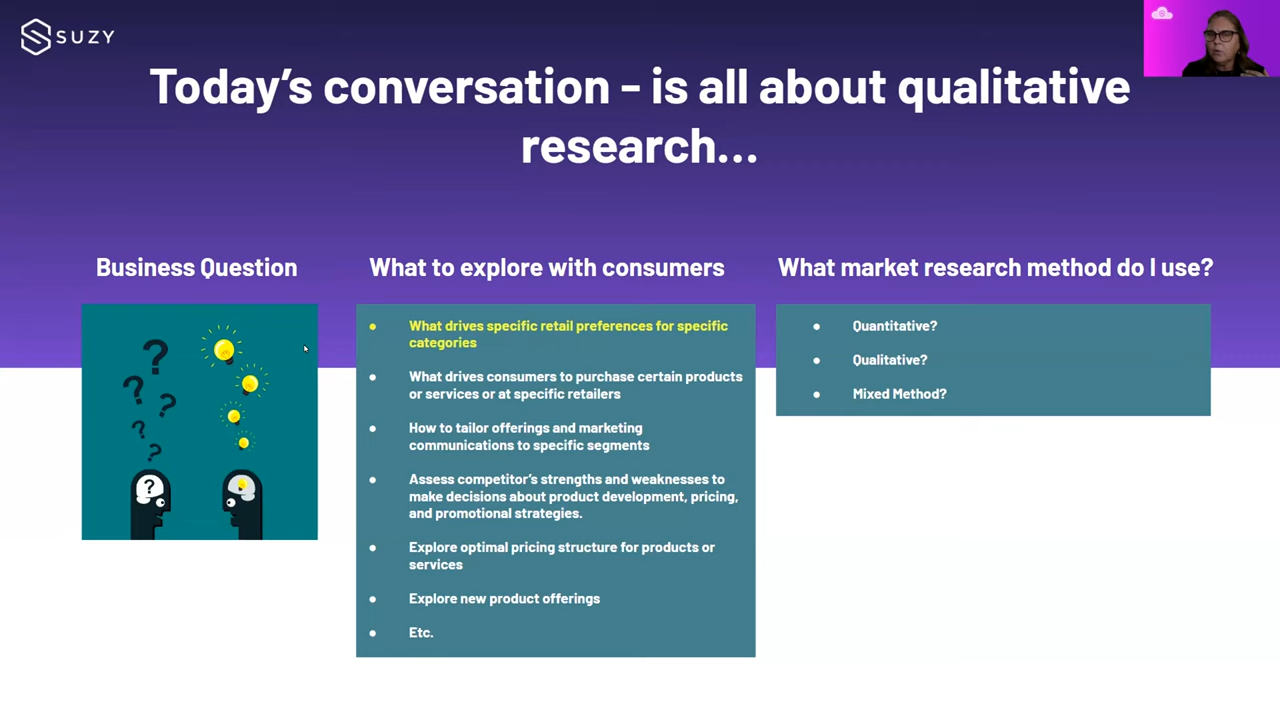 SUZY
Today's conversation - is all about qualitative
research...
Business Question
What to explore with consumers
What market research method do I use?
? ? ? ? ? ?
● What drives specific retail preferences for specific
categories
● What drives consumers to purchase certain products
or services or at specific retailers
● How to tailor offerings and marketing
communications to specific segments
● Assess competitor's strengths and weaknesses to
make decisions about product development, pricing,
and promotional strategies.
● Explore optimal pricing structure for products or
services
● Explore new product offerings
● Etc.
● Quantitative?
● Qualitative?
● Mixed Method?